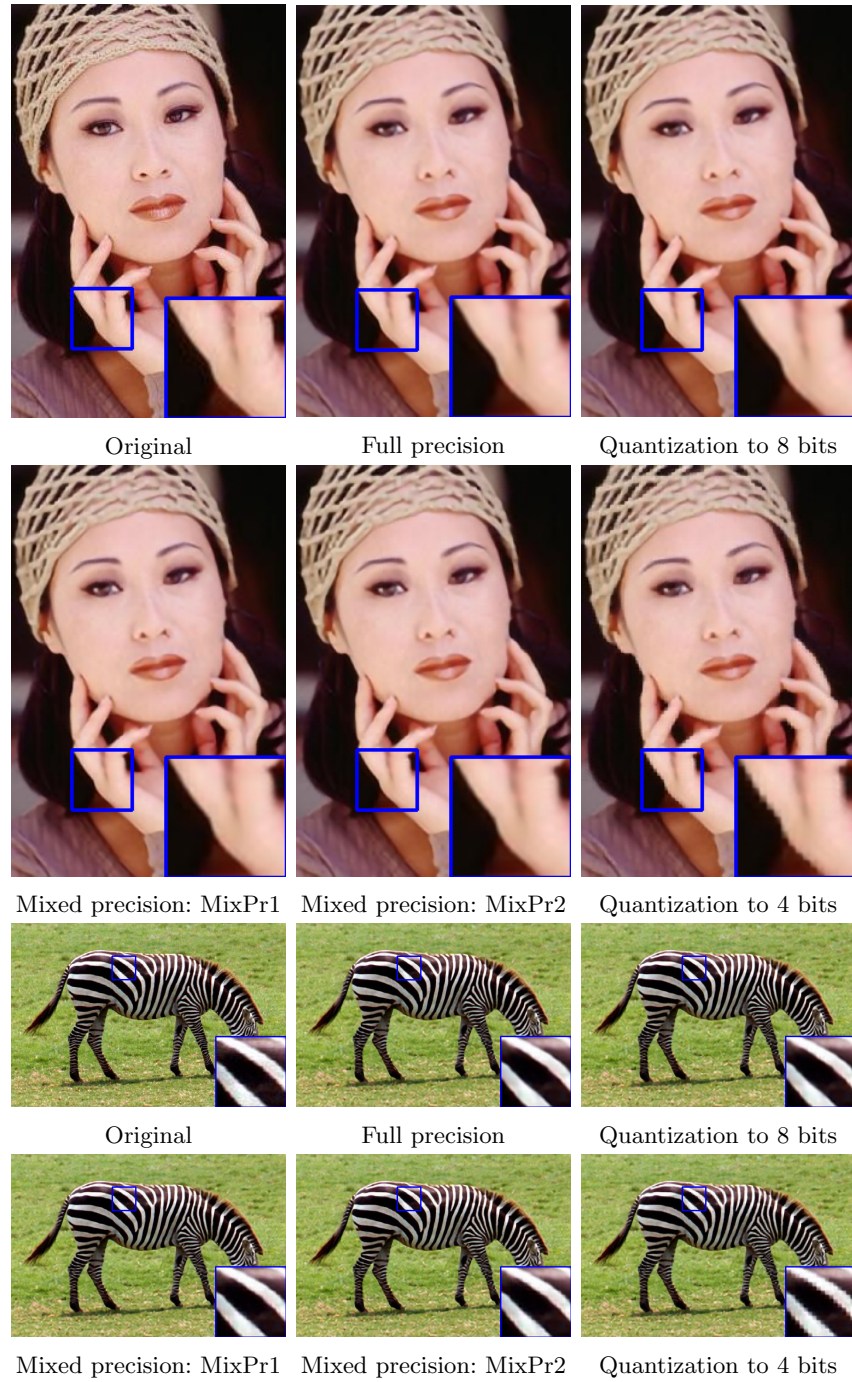 Original
Full precision
Quantization to 8 bits
Mixed precision: MixPr1
Mixed precision: MixPr2
Quantization to 4 bits
Original
Full precision
Quantization to 8 bits
Mixed precision: MixPr1
Mixed precision: MixPr2
Quantization to 4 bits